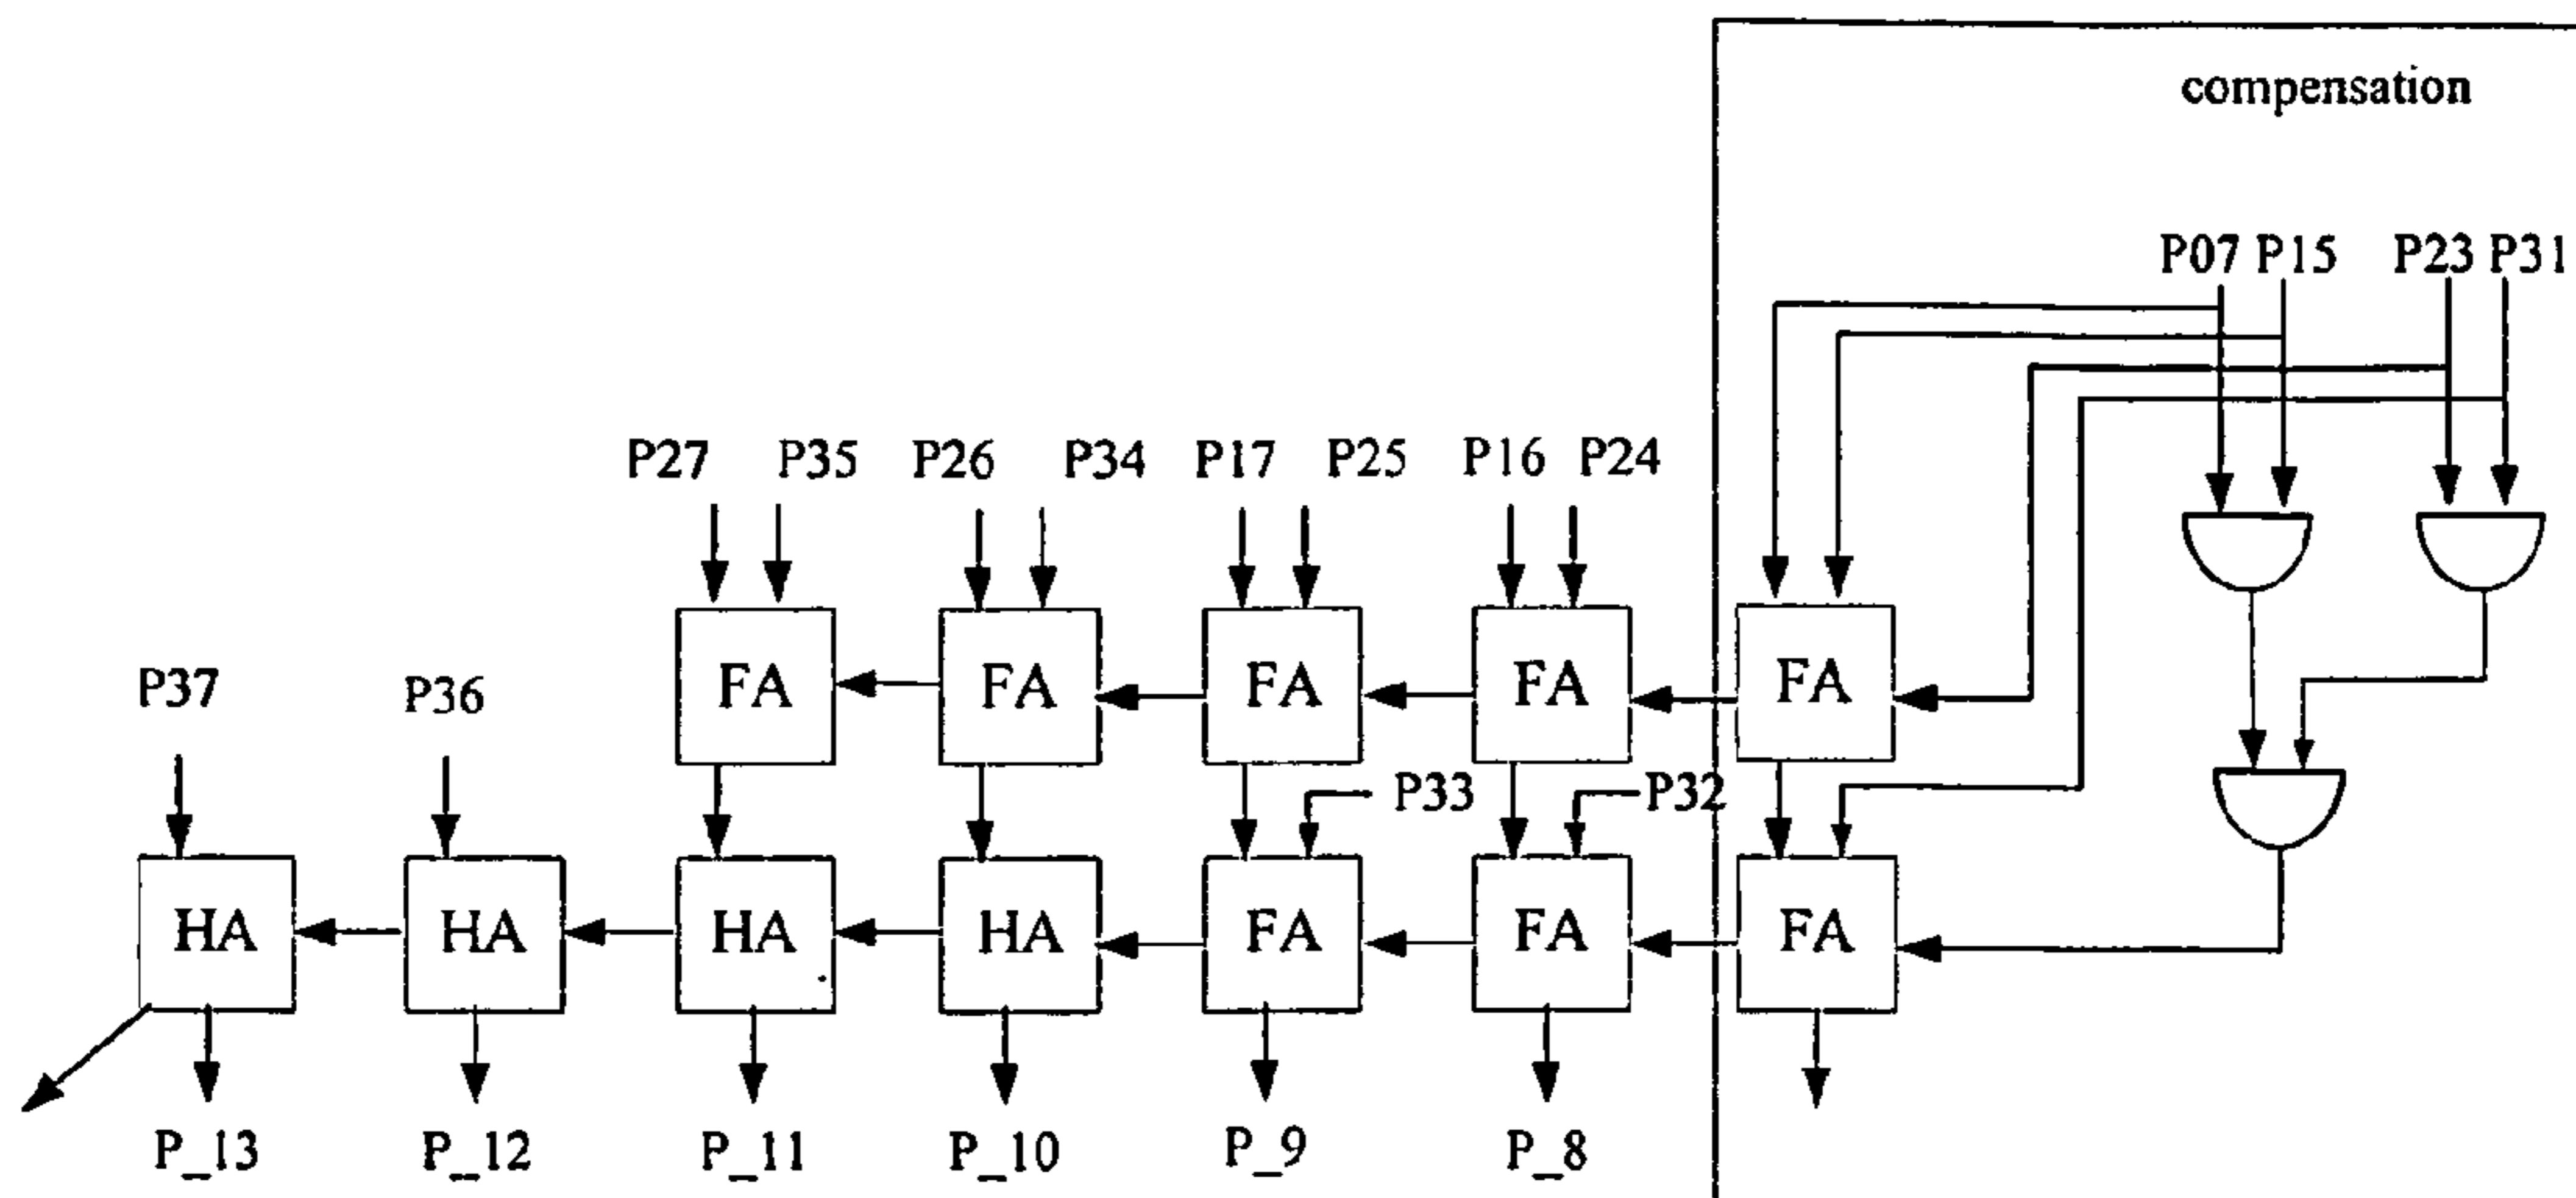 compensation
P07 P15 P23 P31
P27 P35 P26 P34 P17 P25 P16 P24
FA FA FA FA FA
P37 P36
P33 P32
HA HA HA HA FA FA FA
P_13 P_12 P_11 P_10 P_9 P_8